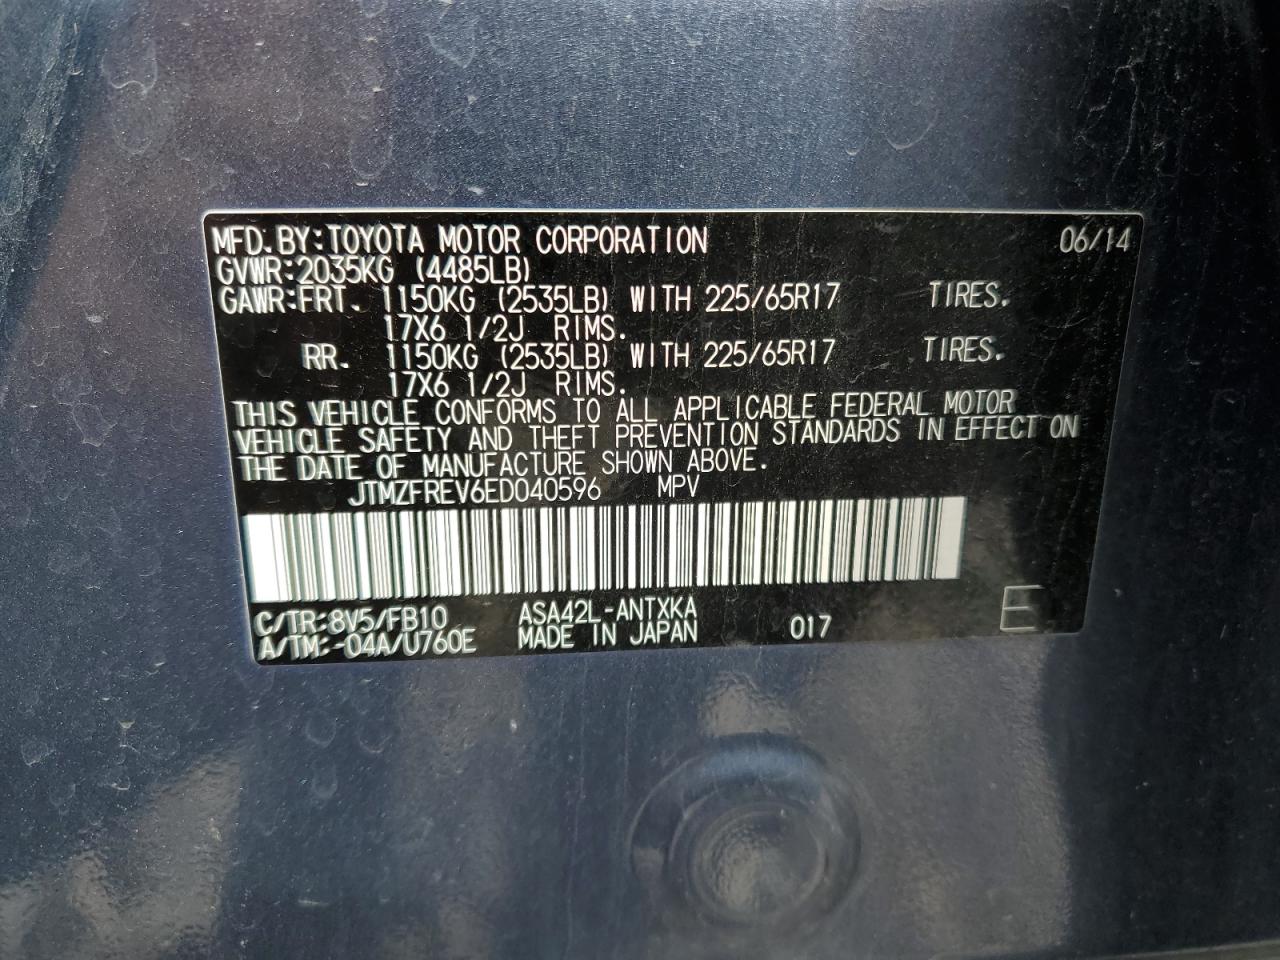 MFD.BY:TOYOTA MOTOR CORPORATION 06/14
GVWR:2035KG (4485LB)
GAWR:FRT. 1150KG (2535LB) WITH 225/65R17 TIRES.
17X6 1/2J RIMS.
RR. 1150KG (2535LB) WITH 225/65R17 TIRES.
17X6 1/2J RIMS.
THIS VEHICLE CONFORMS TO ALL APPLICABLE FEDERAL MOTOR
VEHICLE SAFETY AND THEFT PREVENTION STANDARDS IN EFFECT ON
THE DATE OF MANUFACTURE SHOWN ABOVE.
JTMZFREV6ED040596 MPV
C/TR:8V5/FB10 ASA42L-ANTXKA
A/TM:-04A/U760E MADE IN JAPAN 017 E